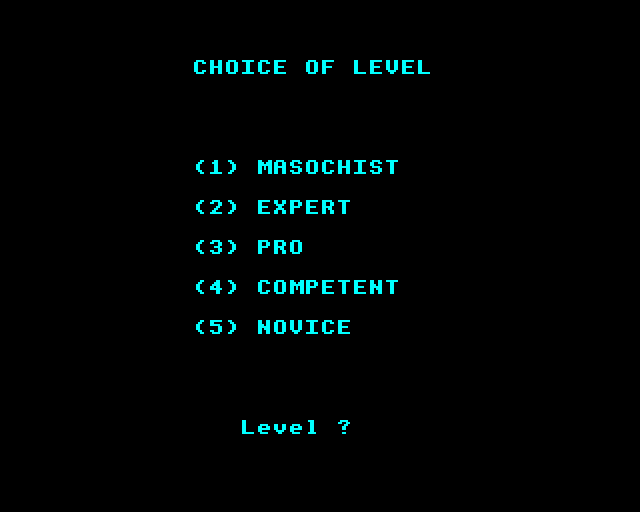 CHOICE OF LEVEL
(1) MASOCHIST
(2) EXPERT
(3) PRO
(4) COMPETENT
(5) NOVICE
Level ?